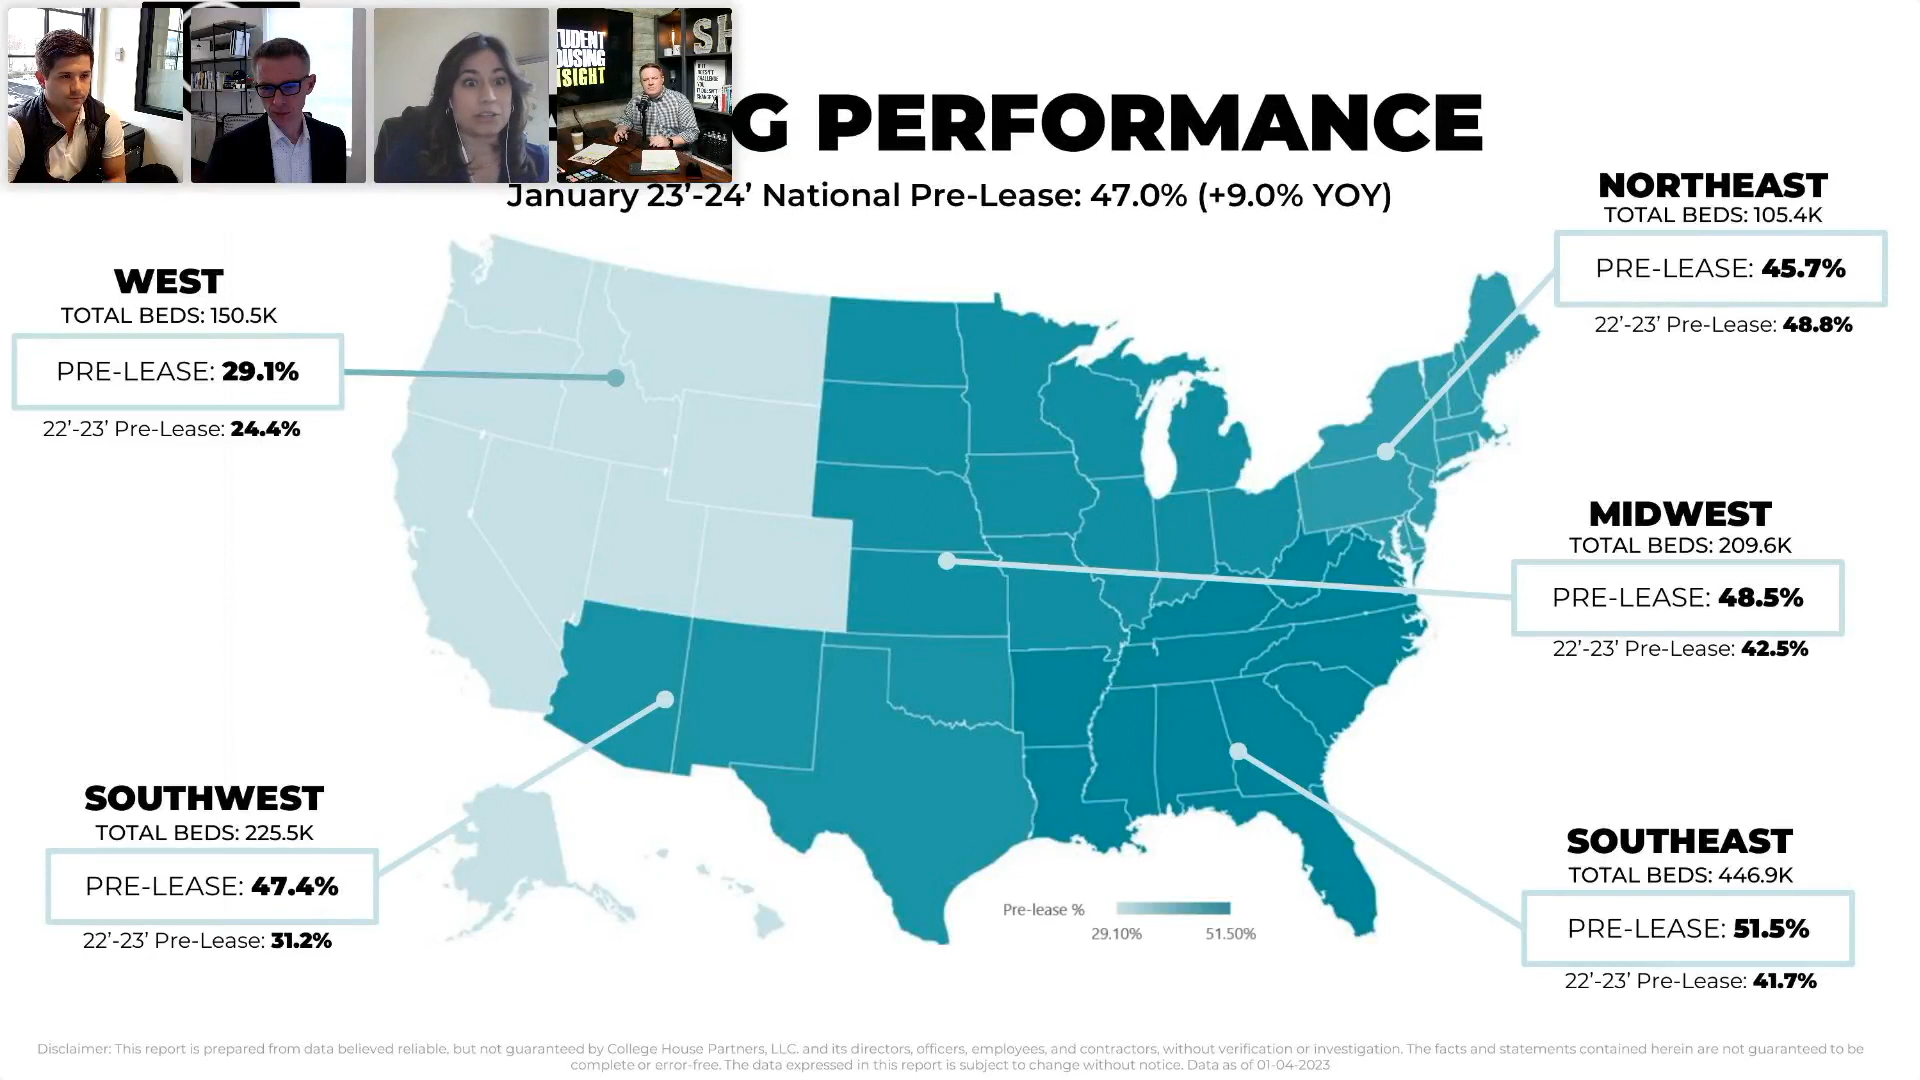 TUDENT
OUSING
NSIGHT
SH
G PERFORMANCE
January 23’-24’ National Pre-Lease: 47.0% (+9.0% YOY)
NORTHEAST
TOTAL BEDS: 105.4K
PRE-LEASE: 45.7%
22’-23’ Pre-Lease: 48.8%
WEST
TOTAL BEDS: 150.5K
PRE-LEASE: 29.1%
22’-23’ Pre-Lease: 24.4%
MIDWEST
TOTAL BEDS: 209.6K
PRE-LEASE: 48.5%
22’-23’ Pre-Lease: 42.5%
SOUTHWEST
TOTAL BEDS: 225.5K
PRE-LEASE: 47.4%
22’-23’ Pre-Lease: 31.2%
SOUTHEAST
TOTAL BEDS: 446.9K
PRE-LEASE: 51.5%
22’-23’ Pre-Lease: 41.7%
Pre-lease %
29.10% 51.50%
Disclaimer: This report is prepared from data believed reliable, but not guaranteed by College House Partners, LLC. and its directors, officers, employees, and contractors, without verification or investigation. The facts and statements contained herein are not guaranteed to be
complete or error-free. The data expressed in this report is subject to change without notice. Data as of 01-04-2023